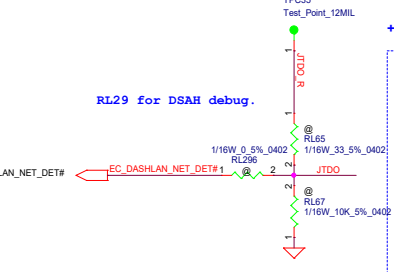 Test_Point_12MIL
1
JTDO_R
RL29 for DSAH debug.
1
@
RL65
1/16W_33_5%_0402
1/16W_0_5%_0402
RL296
2
LAN_NET_DET#
EC_DASHLAN_NET_DET#
1
@
2
JTDO
2
@
RL67
1/16W_10K_5%_0402
1